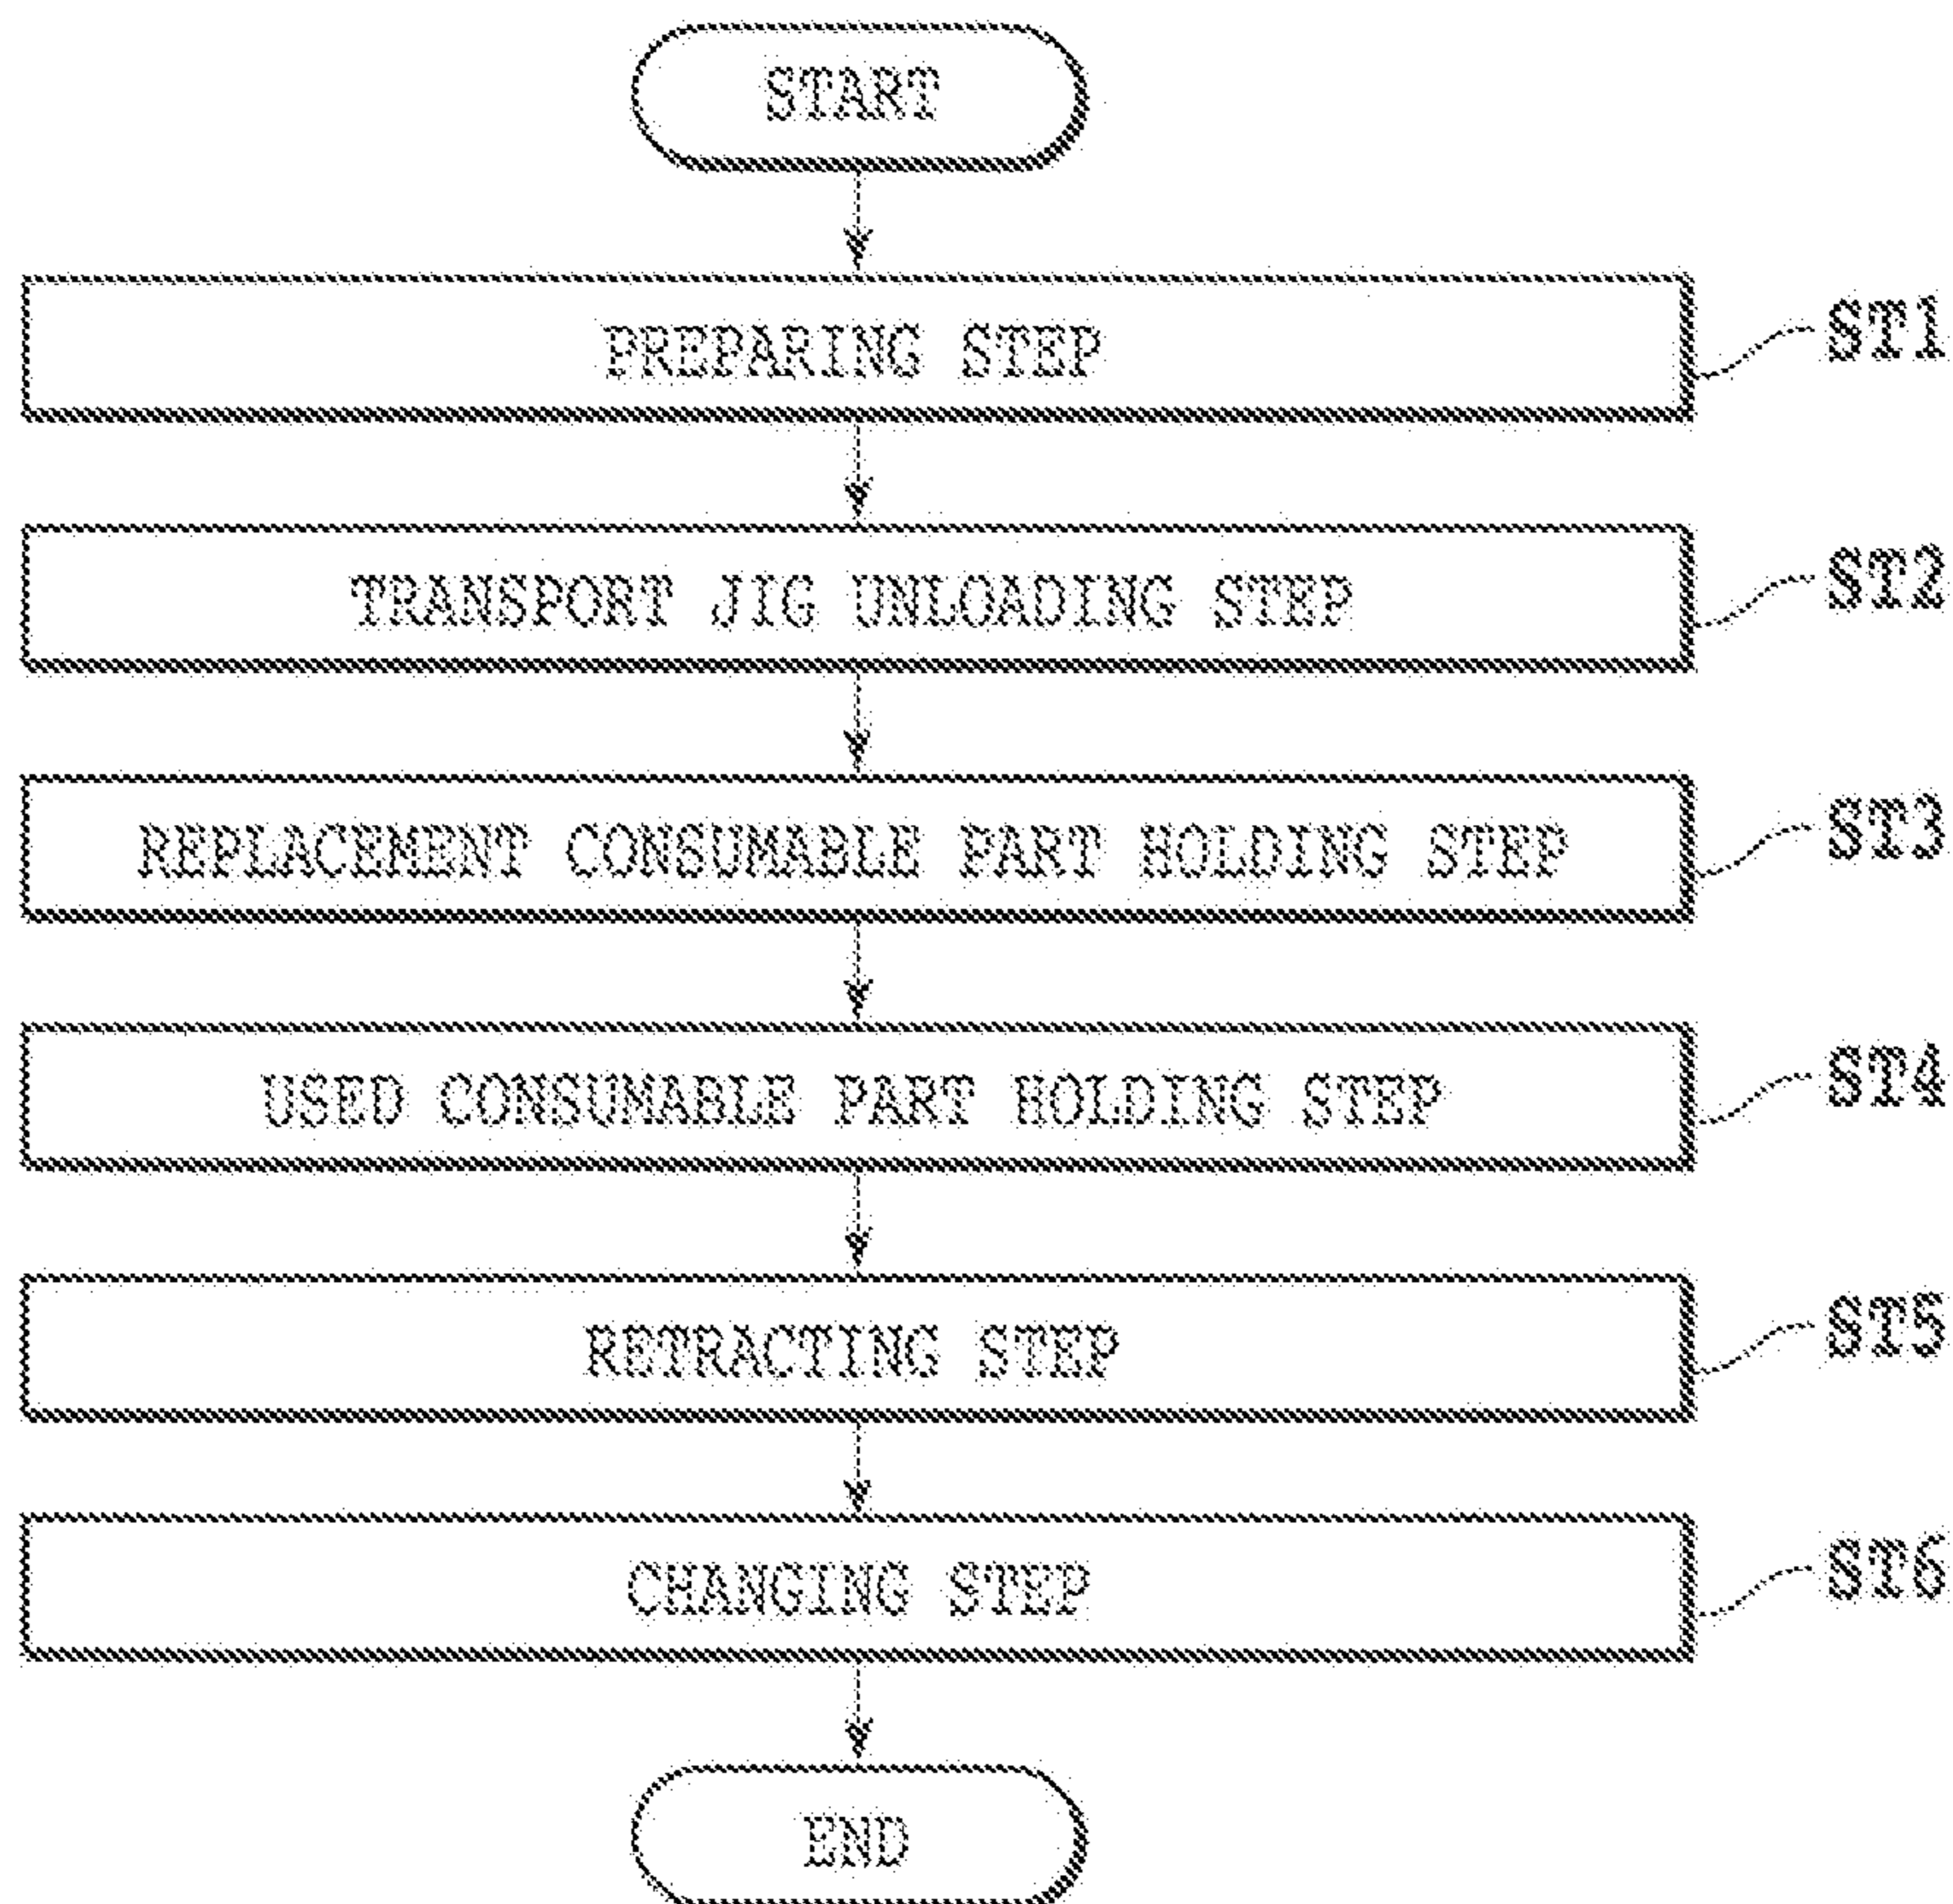 START
PREPARING STEP
ST1
TRANSPORT JIG UNLOADING STEP
ST2
REPLACEMENT CONSUMABLE PART HOLDING STEP
ST3
USED CONSUMABLE PART HOLDING STEP
ST4
RETRACTING STEP
ST5
CHANGING STEP
ST6
END